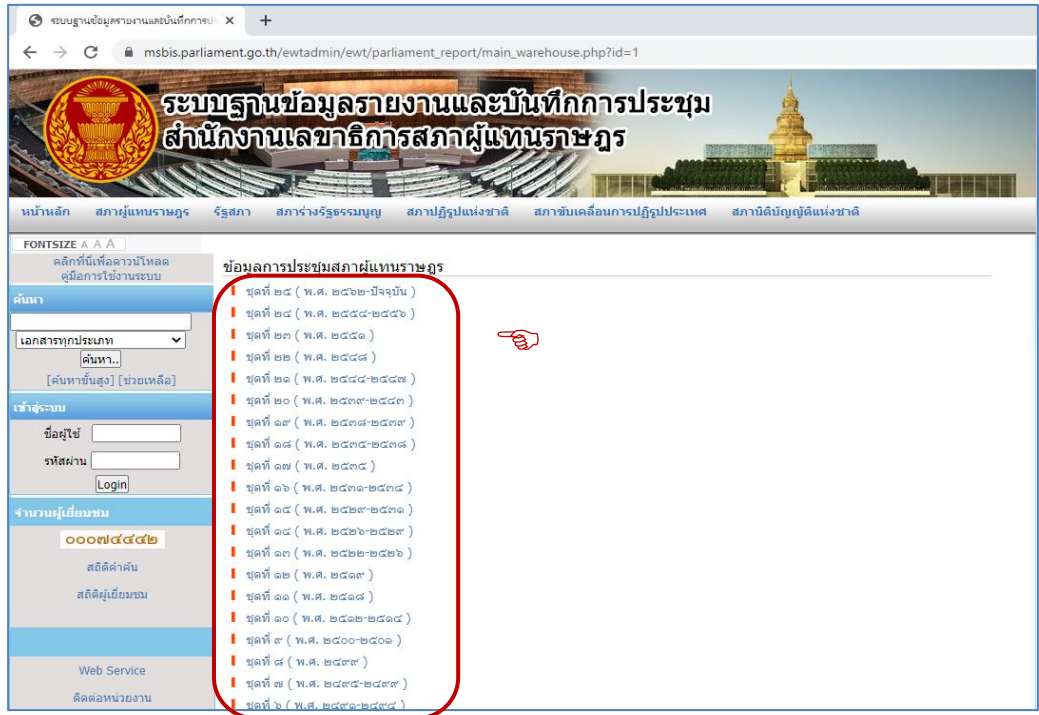 ระบบฐานข้อมูลรายงานและบันทึกการประ
msbis.parliament.go.th/ewtadmin/ewt/parliament_report/main_warehouse.php?id=1
ระบบฐานข้อมูลรายงานและบันทึกการประชุม
สำนักงานเลขาธิการสภาผู้แทนราษฎร
หน้าหลัก สภาผู้แทนราษฎร รัฐสภา สภาร่างรัฐธรรมนูญ สภาปฏิรูปแห่งชาติ สภาขับเคลื่อนการปฏิรูปประเทศ สภานิติบัญญัติแห่งชาติ
FONTSIZE A A A
คลิกที่นี่เพื่อดาวน์โหลด
คู่มือการใช้งานระบบ
ค้นหา
เอกสารทุกประเภท
ค้นหา..
[ค้นหาขั้นสูง] [ช่วยเหลือ]
เข้าสู่ระบบ
ชื่อผู้ใช้
รหัสผ่าน
Login
จำนวนผู้เยี่ยมชม
๐๐๐๗๔๔๔๒
สถิติคำค้น
สถิติผู้เยี่ยมชม
Web Service
ติดต่อหน่วยงาน
ข้อมูลการประชุมสภาผู้แทนราษฎร
ชุดที่ ๒๕ ( พ.ศ. ๒๕๖๒-ปัจจุบัน )
ชุดที่ ๒๔ ( พ.ศ. ๒๕๕๔-๒๕๕๖ )
ชุดที่ ๒๓ ( พ.ศ. ๒๕๕๑ )
ชุดที่ ๒๒ ( พ.ศ. ๒๕๔๘ )
ชุดที่ ๒๑ ( พ.ศ. ๒๕๔๔-๒๕๔๗ )
ชุดที่ ๒๐ ( พ.ศ. ๒๕๓๙-๒๕๔๓ )
ชุดที่ ๑๙ ( พ.ศ. ๒๕๓๘-๒๕๓๙ )
ชุดที่ ๑๘ ( พ.ศ. ๒๕๓๕-๒๕๓๘ )
ชุดที่ ๑๗ ( พ.ศ. ๒๕๓๕ )
ชุดที่ ๑๖ ( พ.ศ. ๒๕๓๑-๒๕๓๔ )
ชุดที่ ๑๕ ( พ.ศ. ๒๕๒๙-๒๕๓๑ )
ชุดที่ ๑๔ ( พ.ศ. ๒๕๒๖-๒๕๒๙ )
ชุดที่ ๑๓ ( พ.ศ. ๒๕๒๒-๒๕๒๖ )
ชุดที่ ๑๒ ( พ.ศ. ๒๕๑๙ )
ชุดที่ ๑๑ ( พ.ศ. ๒๕๑๘ )
ชุดที่ ๑๐ ( พ.ศ. ๒๕๑๒-๒๕๑๔ )
ชุดที่ ๙ ( พ.ศ. ๒๕๐๐-๒๕๐๑ )
ชุดที่ ๘ ( พ.ศ. ๒๔๙๙ )
ชุดที่ ๗ ( พ.ศ. ๒๔๙๕-๒๔๙๙ )
ชุดที่ ๖ ( พ.ศ. ๒๔๙๑-๒๔๙๔ )